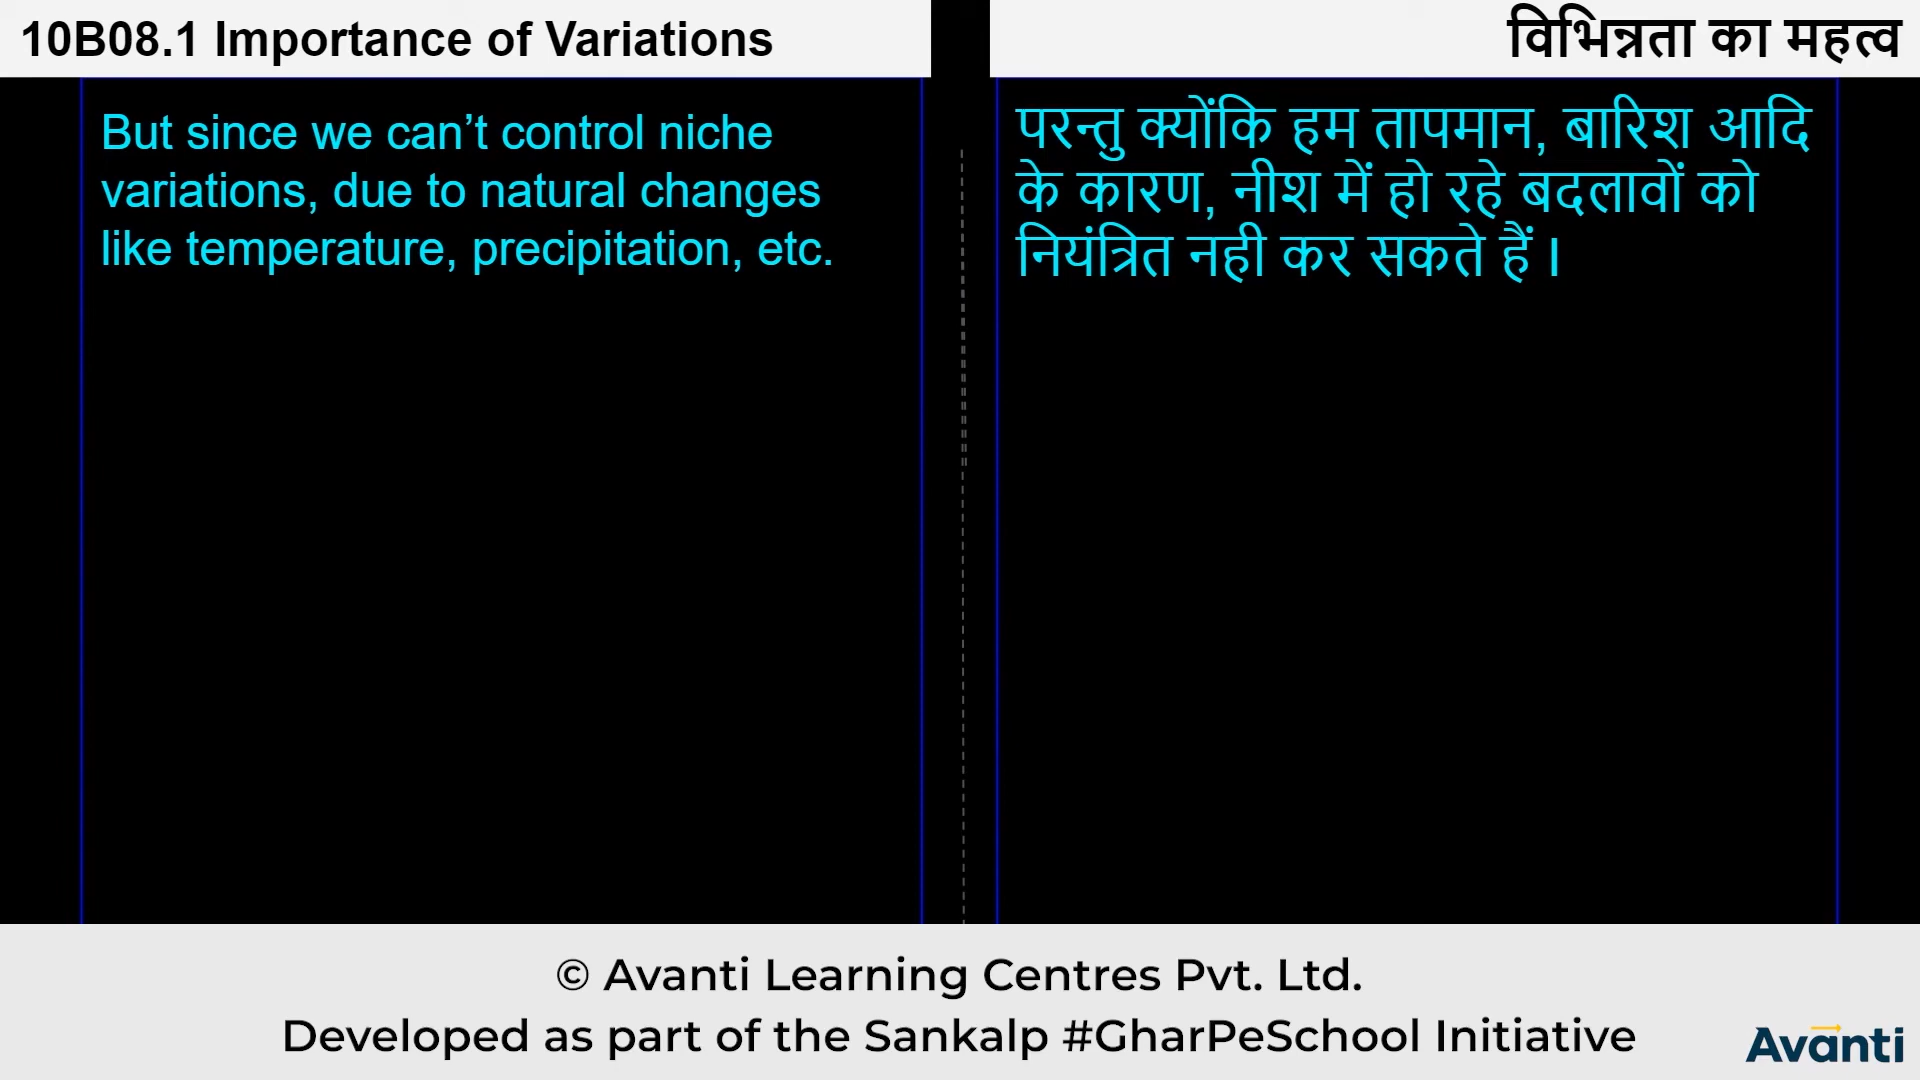 10B08.1 Importance of Variations
विभिन्नता का महत्व
But since we can’t control niche
variations, due to natural changes
like temperature, precipitation, etc.
परन्तु क्योंकि हम तापमान, बारिश आदि
के कारण, नीश में हो रहे बदलावों को
नियंत्रित नही कर सकते हैं ।
© Avanti Learning Centres Pvt. Ltd.
Developed as part of the Sankalp #GharPeSchool Initiative
Avanti